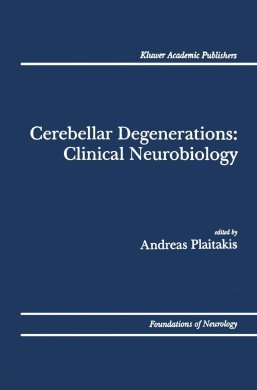 Kluwer Academic Publishers
Cerebellar Degenerations:
Clinical Neurobiology
edited by
Andreas Plaitakis
Foundations of Neurology